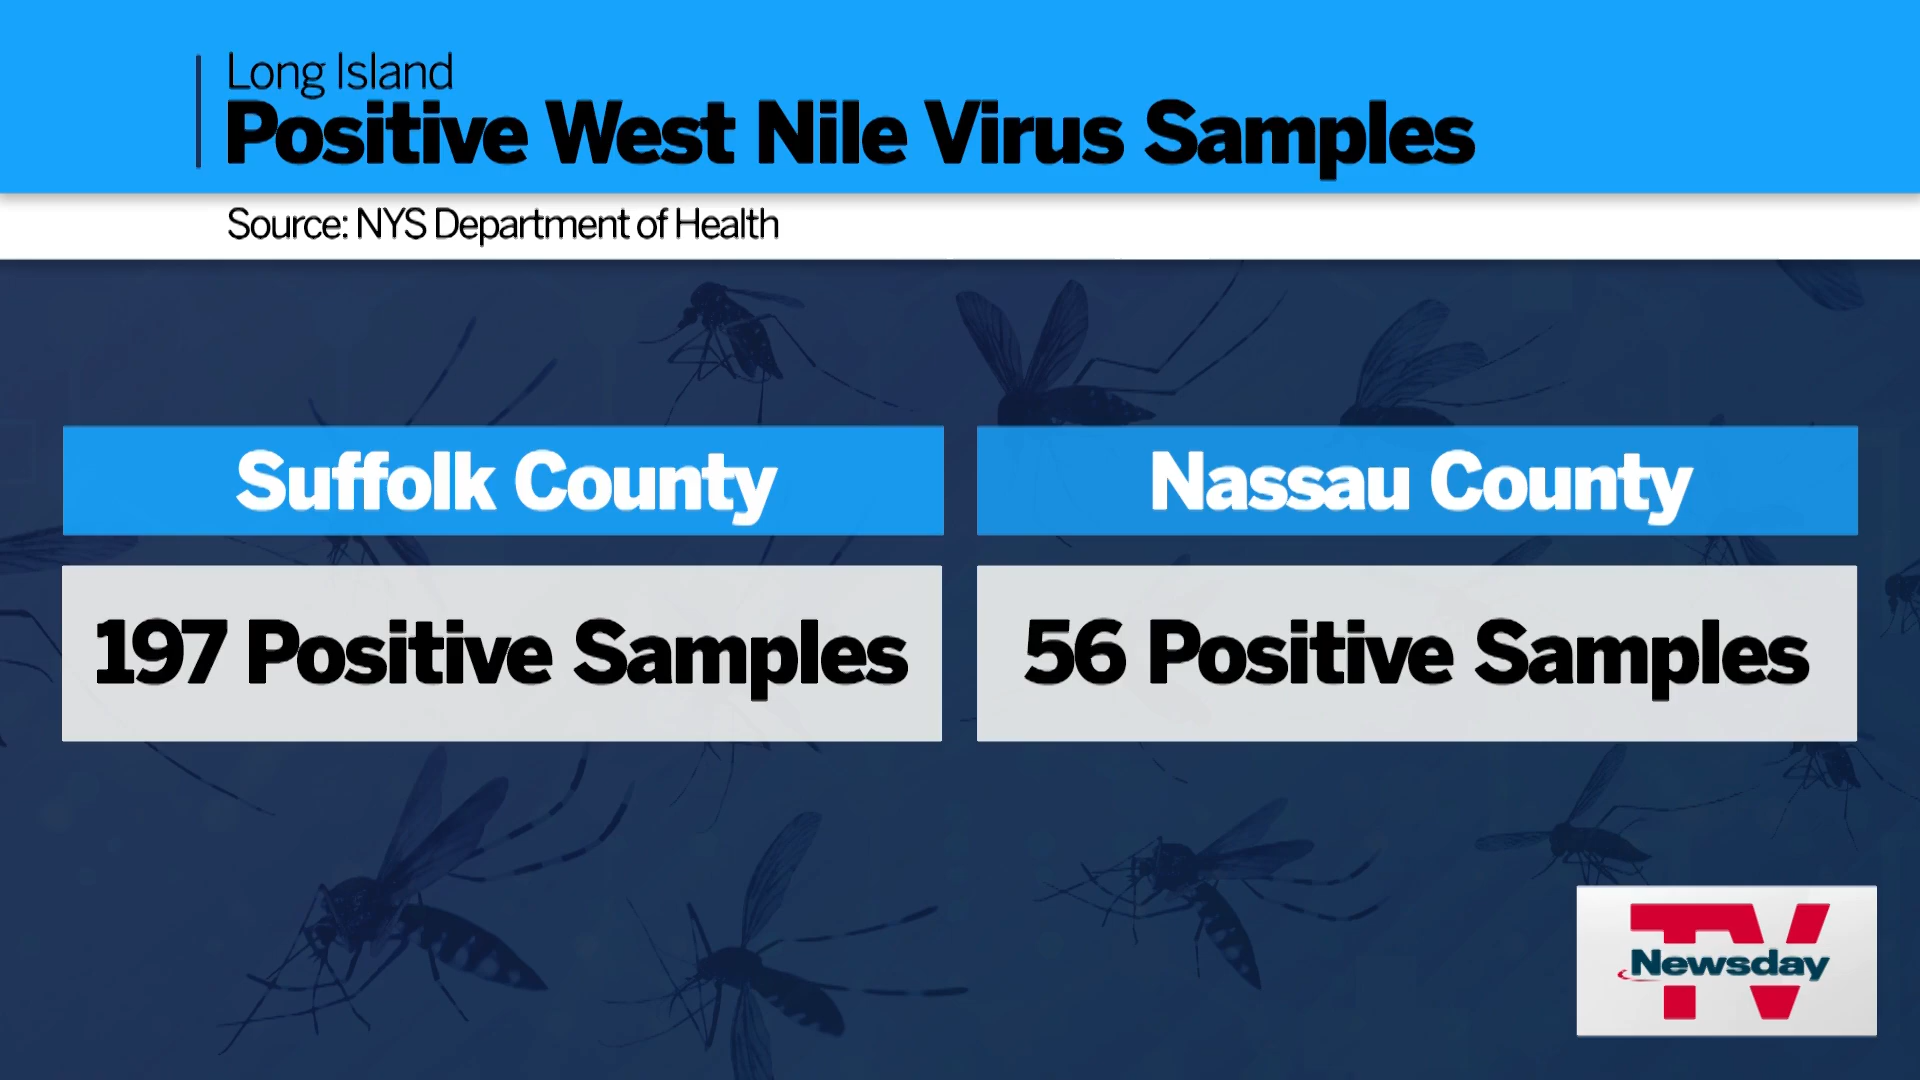 Long Island
Positive West Nile Virus Samples
Source: NYS Department of Health
Suffolk County
Nassau County
197 Positive Samples
56 Positive Samples
TV
Newsday